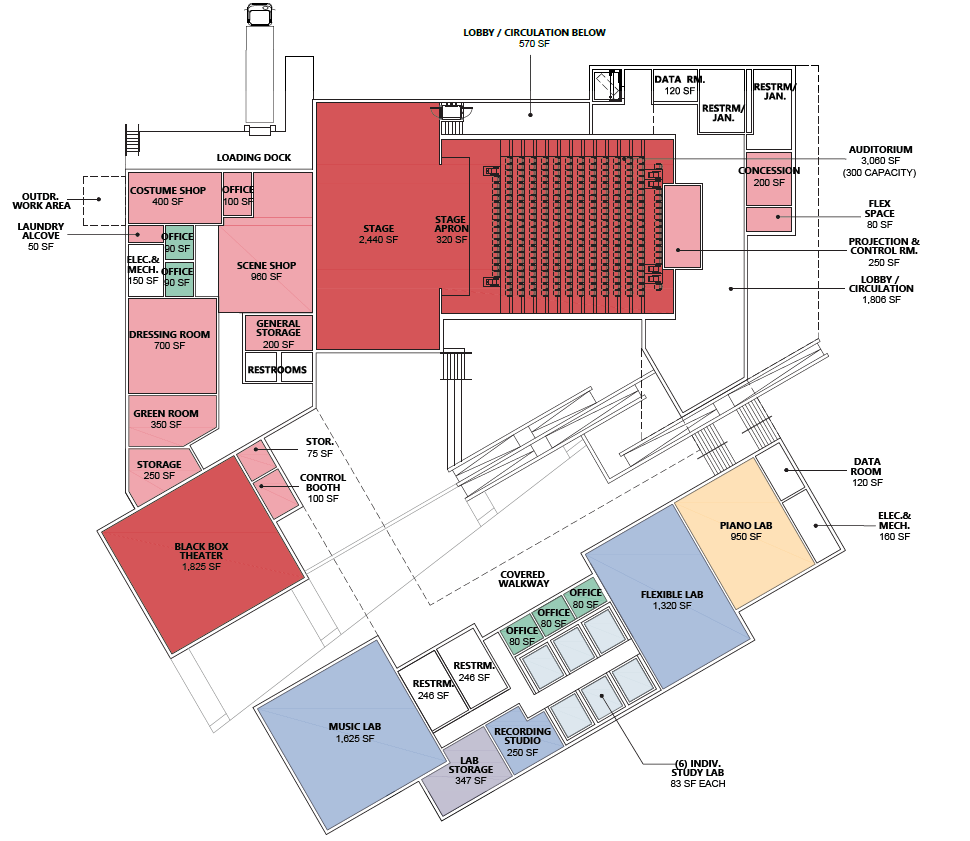 LOBBY / CIRCULATION BELOW
570 SF
DATA RM.
120 SF
RESTRM/
JAN.
RESTRM/
JAN.
LOADING DOCK
AUDITORIUM
3,060 SF
(300 CAPACITY)
COSTUME SHOP
400 SF
OFFICE
100 SF
CONCESSION
200 SF
OUTDR.
WORK AREA
FLEX
SPACE
80 SF
LAUNDRY
ALCOVE
50 SF
OFFICE
90 SF
STAGE
2,440 SF
STAGE
APRON
320 SF
PROJECTION &
CONTROL RM.
250 SF
ELEC.&
MECH.
150 SF
OFFICE
90 SF
SCENE SHOP
960 SF
LOBBY /
CIRCULATION
1,806 SF
DRESSING ROOM
700 SF
GENERAL
STORAGE
200 SF
RESTROOMS
GREEN ROOM
350 SF
STOR.
75 SF
STORAGE
250 SF
CONTROL
BOOTH
100 SF
DATA
ROOM
120 SF
PIANO LAB
950 SF
ELEC.&
MECH.
160 SF
BLACK BOX
THEATER
1,825 SF
COVERED
WALKWAY
FLEXIBLE LAB
1,320 SF
OFFICE
80 SF
OFFICE
80 SF
OFFICE
80 SF
RESTRM.
246 SF
RESTRM.
246 SF
MUSIC LAB
1,625 SF
RECORDING
STUDIO
250 SF
LAB
STORAGE
347 SF
(6) INDIV.
STUDY LAB
83 SF EACH